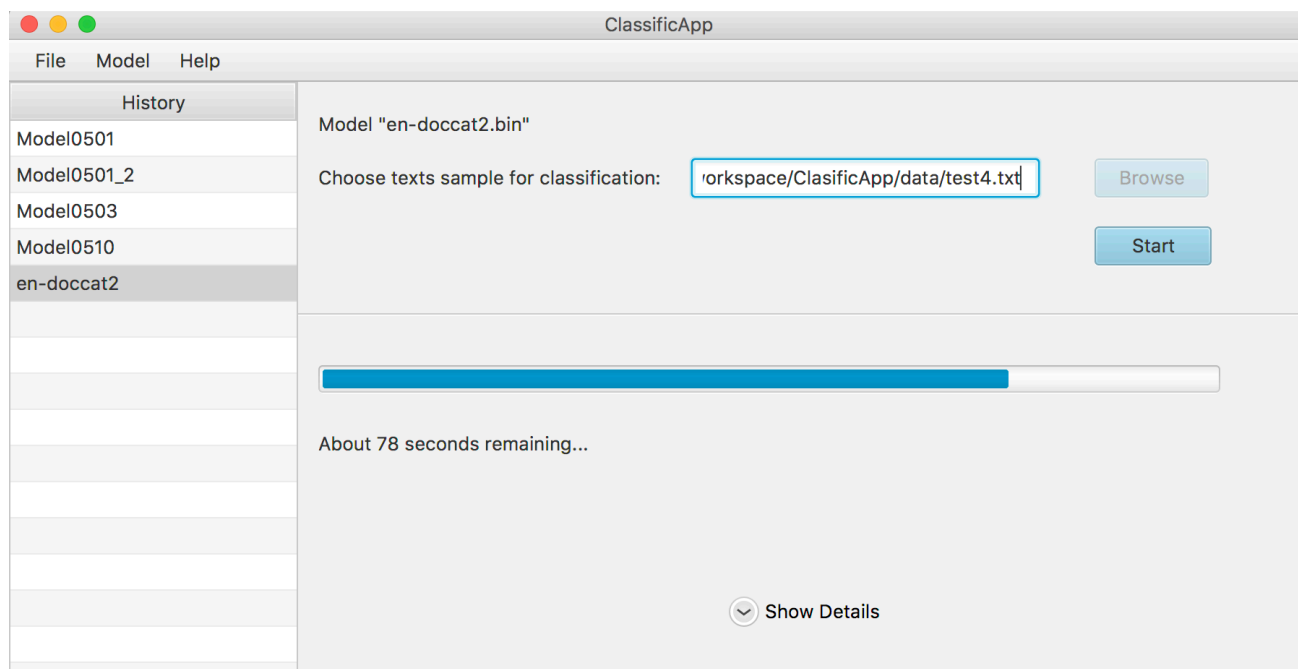 ClassificApp
File Model Help
History
Model0501
Model0501_2
Model0503
Model0510
en-doccat2
Model "en-doccat2.bin"
Choose texts sample for classification: /orkspace/ClasificApp/data/test4.txt Browse
Start
About 78 seconds remaining...
Show Details